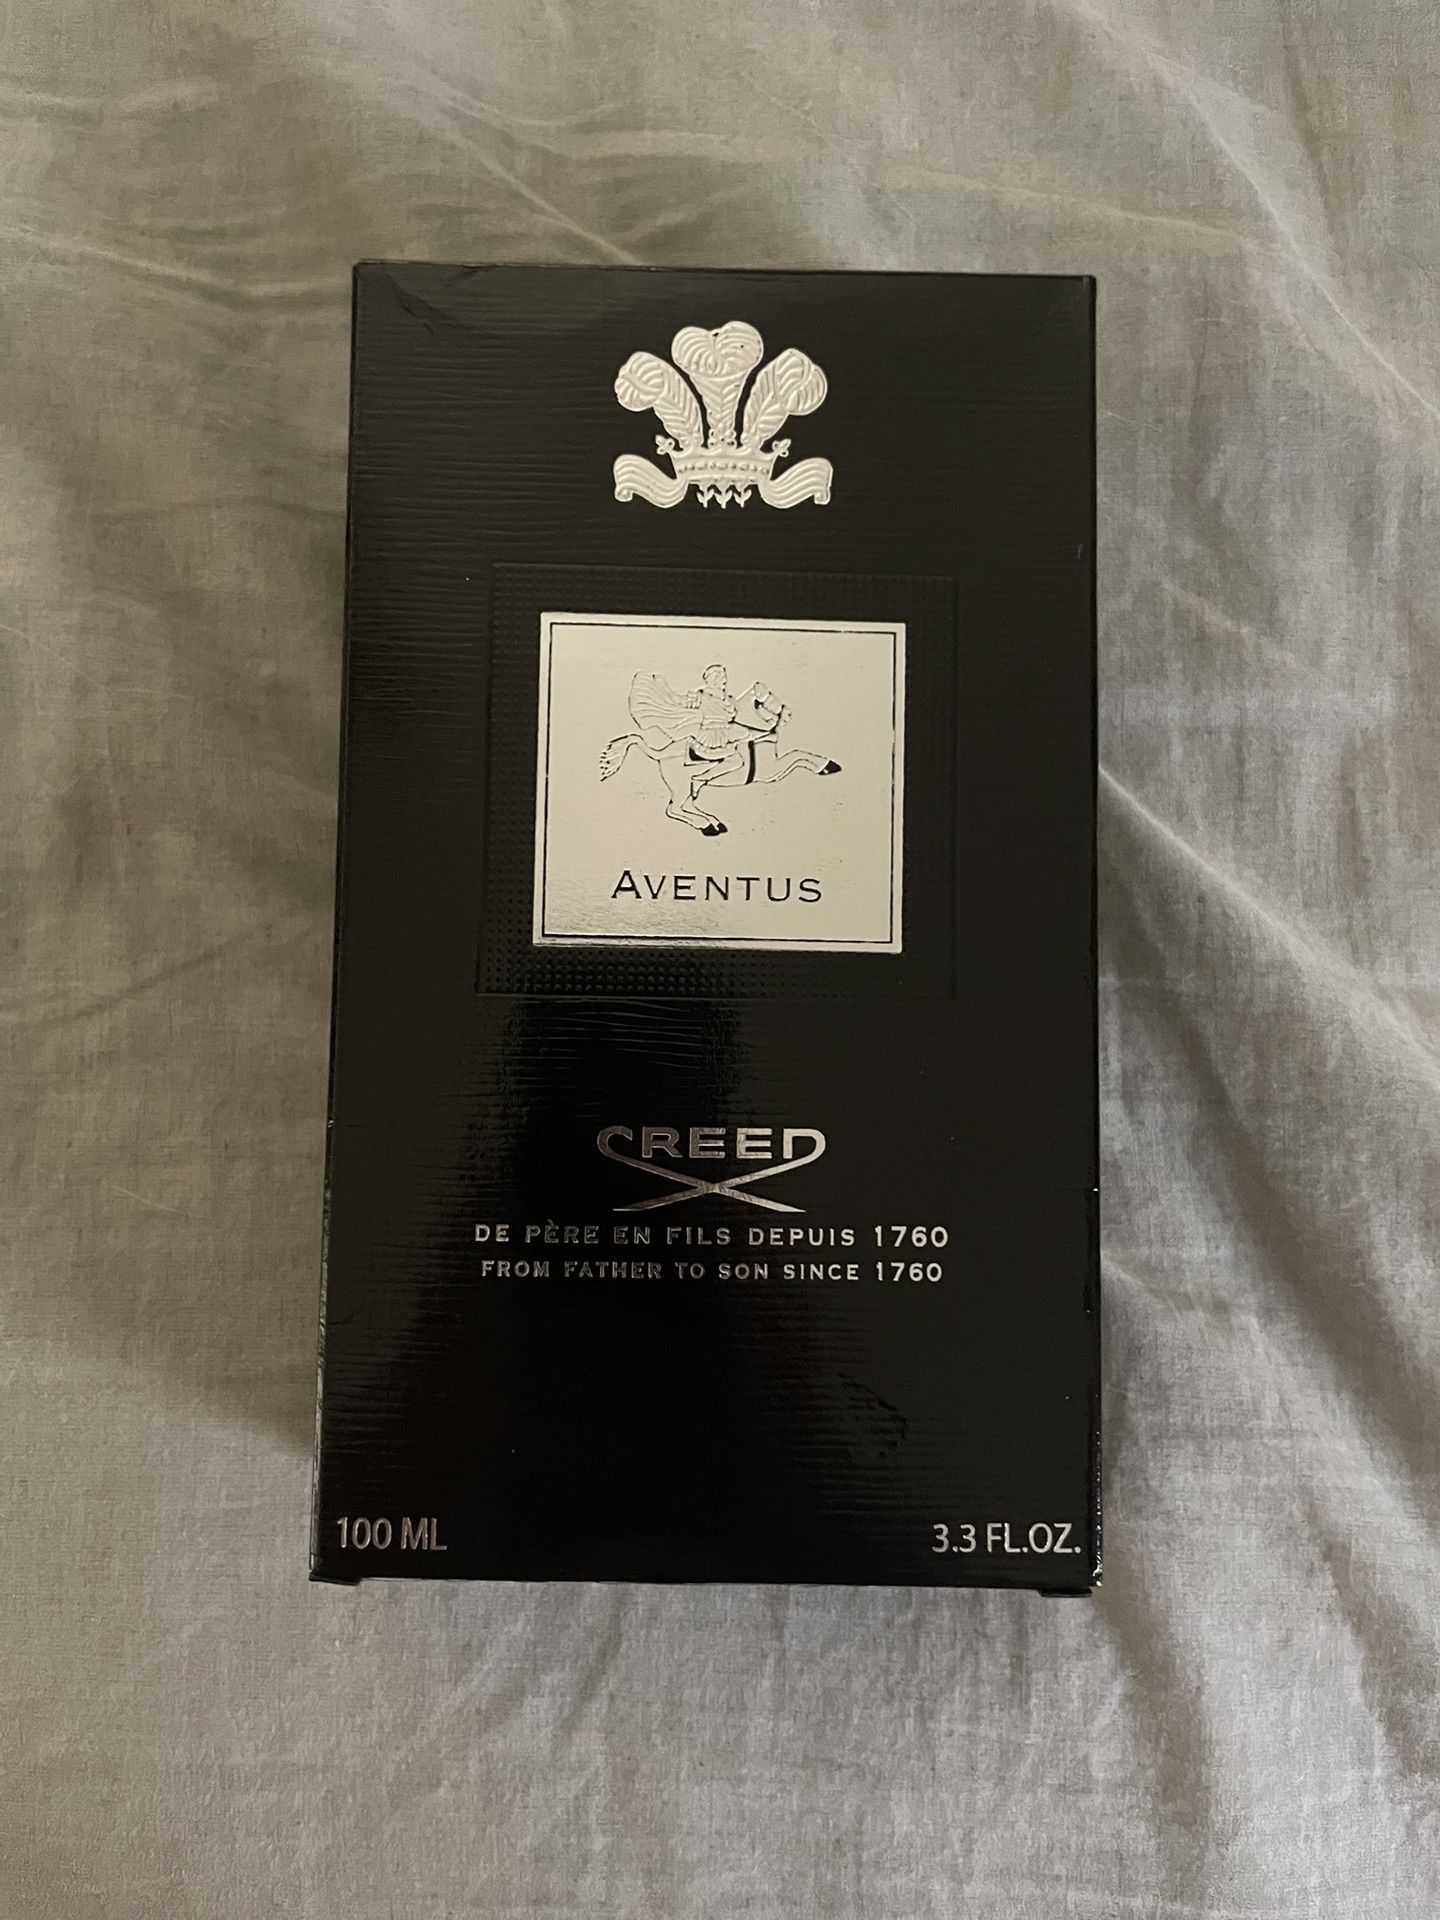 AVENTUS
CREED
DE PÈRE EN FILS DEPUIS 1760
FROM FATHER TO SON SINCE 1760
100 ML
3.3 FL.OZ.